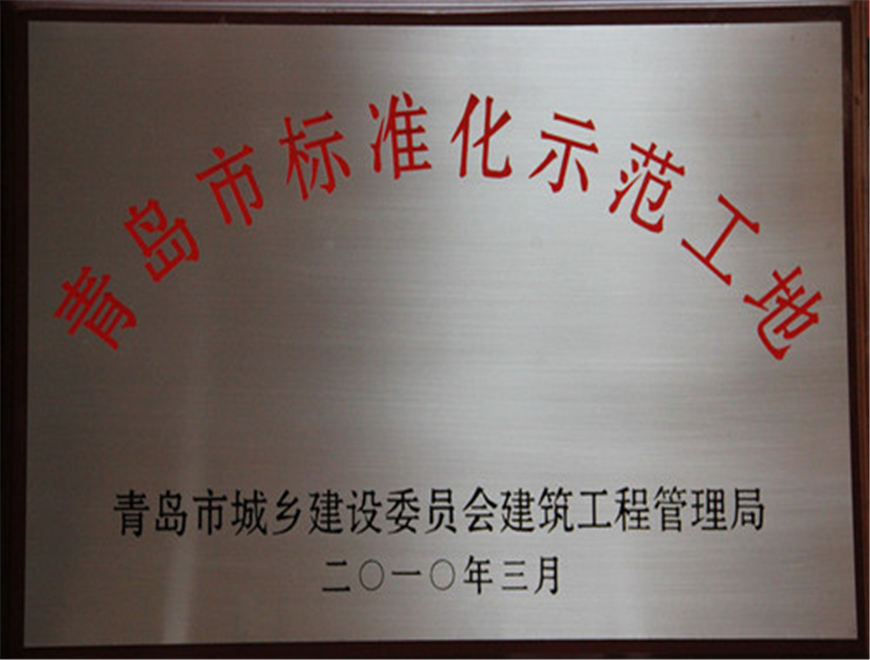 青岛市标准化示范工地
青岛市城乡建设委员会建筑工程管理局
二〇一〇年三月